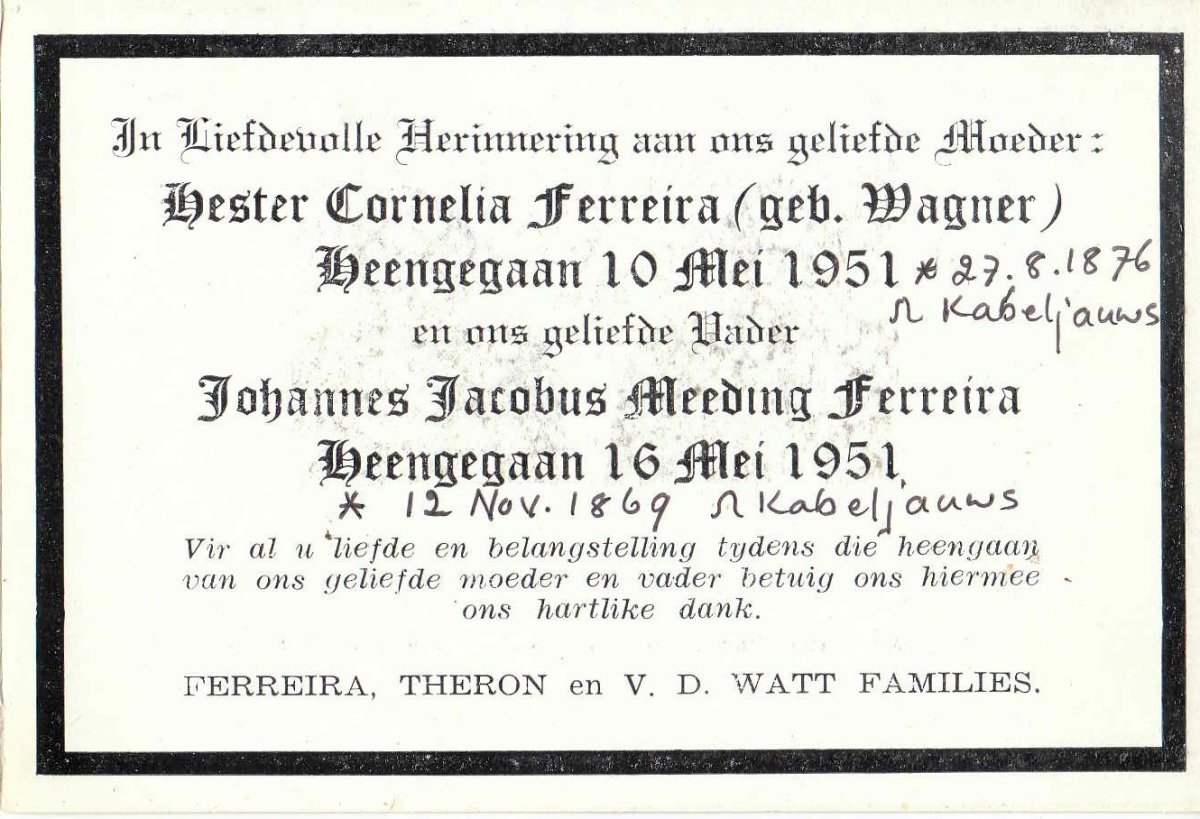 In Liefdevolle Herinnering aan ons geliefde Moeder:
Hester Cornelia Ferreira (geb. Wagner)
Heengegaan 10 Mei 1951 * 27.8.1876
Ω Kabeljauws
en ons geliefde Vader
Johannes Jacobus Meeding Ferreira
Heengegaan 16 Mei 1951
* 12 Nov. 1869 Ω Kabeljauws
Vir al u liefde en belangstelling tydens die heengaan
van ons geliefde moeder en vader betuig ons hiermee
ons hartlike dank.
FERREIRA, THERON en V. D. WATT FAMILIES.